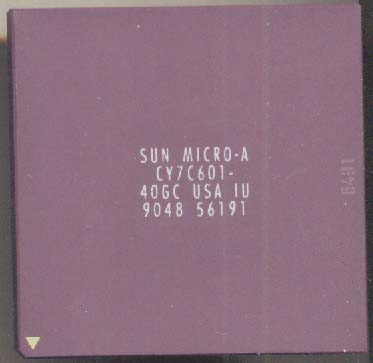 SUN MICRO-A
CY7C601-
40GC USA IU
9048 56191